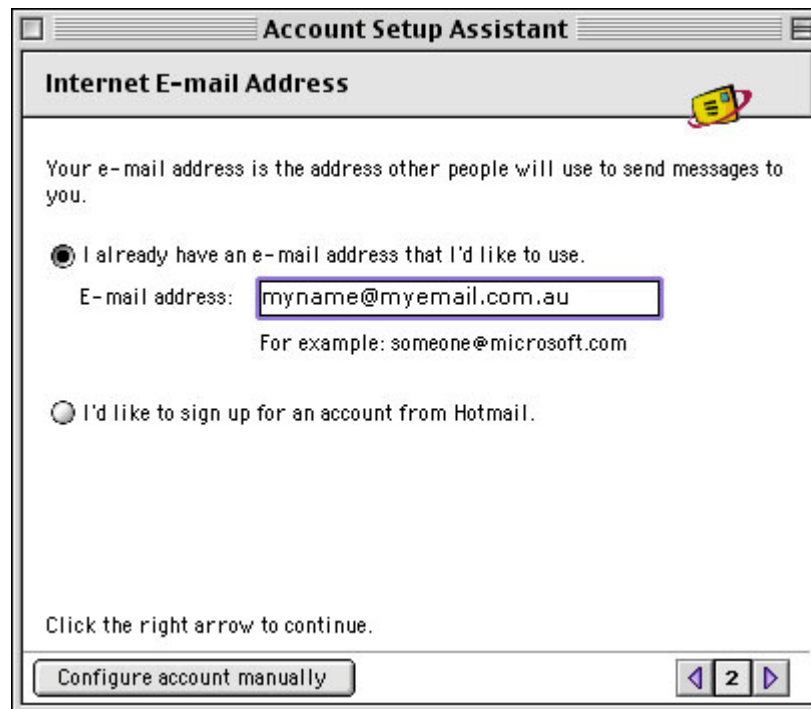 Account Setup Assistant
Internet E-mail Address
Your e-mail address is the address other people will use to send messages to
you.
I already have an e-mail address that I'd like to use.
E-mail address: myname@myemail.com.au
For example: someone@microsoft.com
I'd like to sign up for an account from Hotmail.
Click the right arrow to continue.
Configure account manually 2